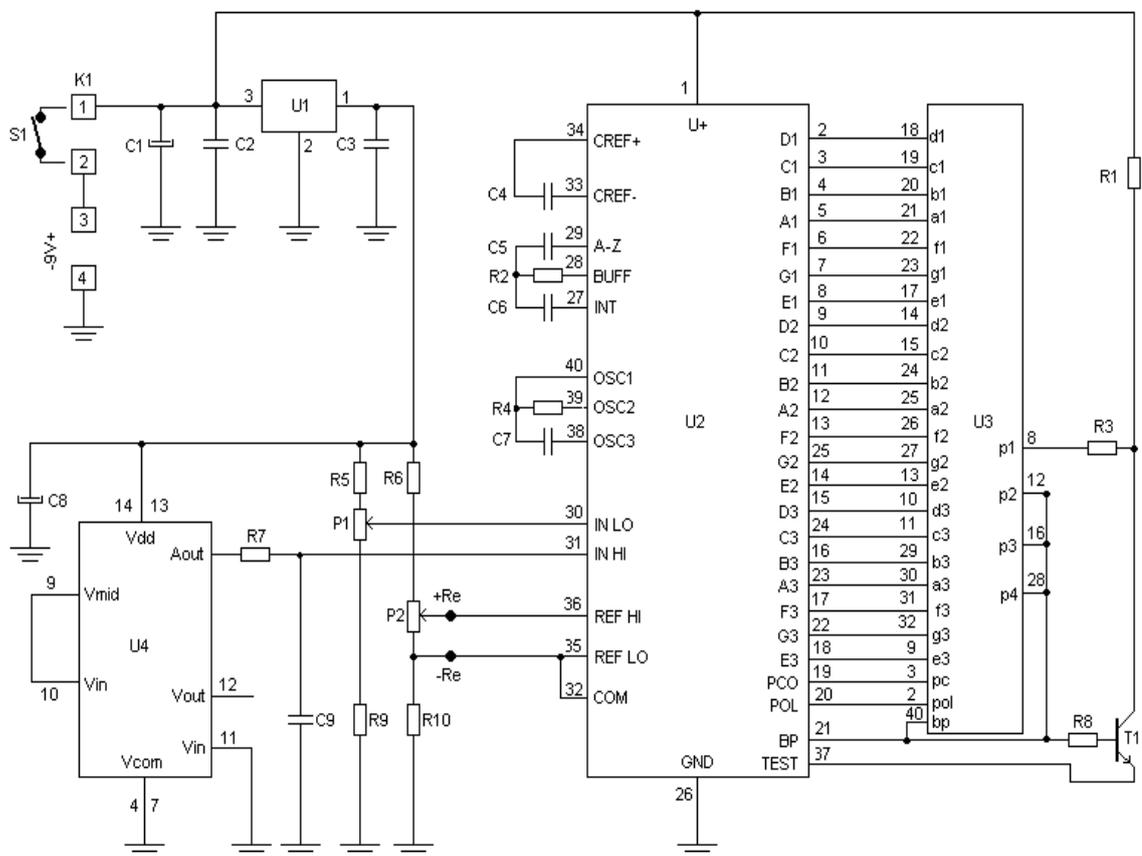 K1
1
S1
2
3
-9V+
4
C1
C2
3
U1
1
2
C3
1
U+
R1
34
CREF+
C4
33
CREF-
C5
29
A-Z
R2
28
BUFF
C6
27
INT
40
OSC1
R4
39
OSC2
C7
38
OSC3
U2
D1 2 18 d1
C1 3 19 c1
B1 4 20 b1
A1 5 21 a1
F1 6 22 f1
G1 7 23 g1
E1 8 17 e1
D2 9 14 d2
C2 10 15 c2
B2 11 24 b2
A2 12 25 a2
F2 13 26 f2
G2 25 27 g2
E2 14 13 e2
D3 15 10 d3
C3 24 11 c3
B3 16 29 b3
A3 23 30 a3
F3 17 31 f3
G3 22 32 g3
E3 18 9 e3
PCO 19 3 pc
POL 20 2 pol
40 bp
BP 21
TEST 37
U3
p1 8
R3
p2 12
p3 16
p4 28
R8
T1
C8
14 13
Vdd
Aout
R7
R5
R6
P1
30
IN LO
31
IN HI
9
Vmid
U4
10
Vin
Vout
12
Vin
11
Vcom
4 7
C9
P2
+Re
36
REF HI
35
REF LO
-Re
32
COM
R9
R10
GND
26